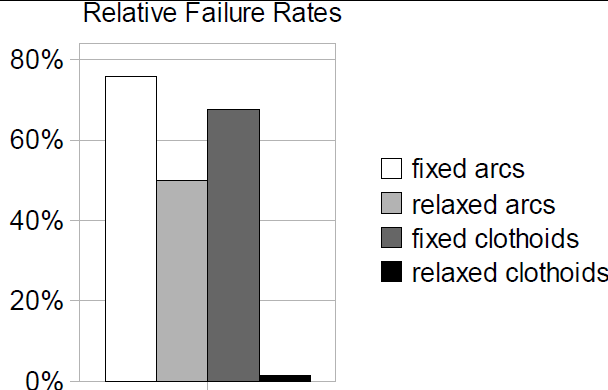 Relative Failure Rates
80%
60%
40%
20%
0%
fixed arcs
relaxed arcs
fixed clothoids
relaxed clothoids